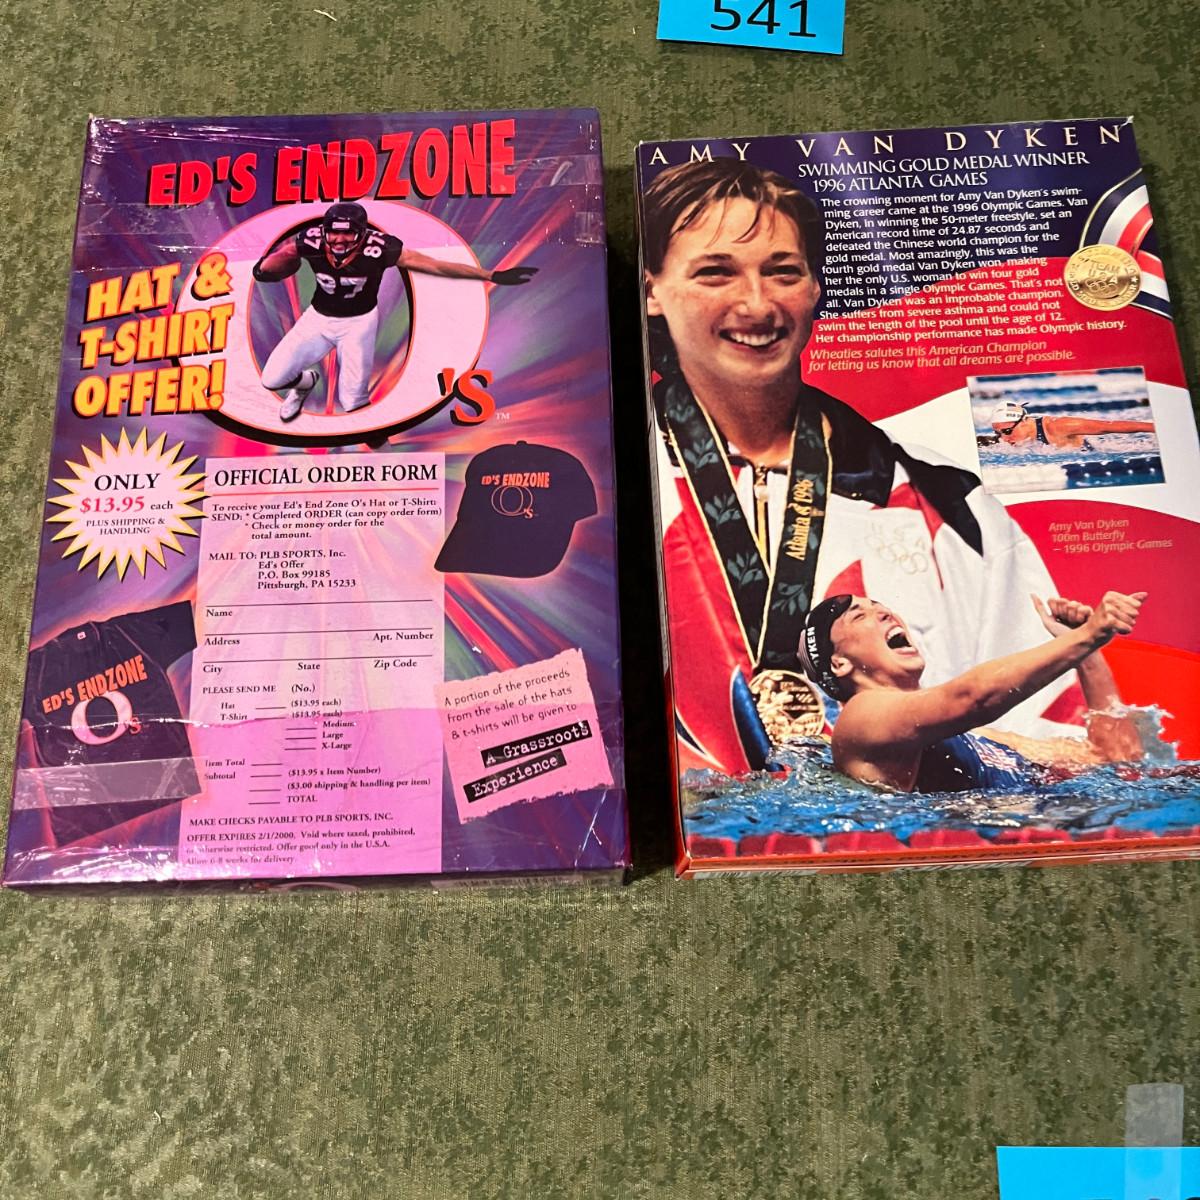 541
ED'S ENDZONE
87
87
87
O'S™
HAT &
T-SHIRT
OFFER!
ONLY
$13.95 each
PLUS SHIPPING &
HANDLING
OFFICIAL ORDER FORM
To receive your Ed's End Zone O's Hat or T-Shirt:
SEND: * Completed ORDER (can copy order form)
* Check or money order for the
total amount.
MAIL TO: PLB SPORTS, Inc.
Ed's Offer
P.O. Box 99185
Pittsburgh, PA 15233
Name
Address Apt. Number
City State Zip Code
PLEASE SEND ME (No.)
Hat ($13.95 each)
T-Shirt ($13.95 each)
Medium
Large
X-Large
Item Total
Subtotal ($13.95 x Item Number)
($3.00 shipping & handling per item)
TOTAL
MAKE CHECKS PAYABLE TO PLB SPORTS, INC.
OFFER EXPIRES 2/1/2000. Void where taxed, prohibited,
or otherwise restricted. Offer good only in the U.S.A.
Allow 6-8 weeks for delivery.
ED'S ENDZONE
O's
ED'S ENDZONE
O's
A portion of the proceeds
from the sale of the hats
& t-shirts will be given to
A Grassroots
Experience
AMY VAN DYKEN
SWIMMING GOLD MEDAL WINNER
1996 ATLANTA GAMES
The crowning moment for Amy Van Dyken's swim-
ming career came at the 1996 Olympic Games. Van
Dyken, in winning the 50-meter freestyle, set an
American record time of 24.87 seconds and
defeated the Chinese world champion for the
gold medal. Most amazingly, this was the
fourth gold medal Van Dyken won, making
her the only U.S. woman to win four gold
medals in a single Olympic Games. That's not
all. Van Dyken was an improbable champion.
She suffers from severe asthma and could not
swim the length of the pool until the age of 12.
Her championship performance has made Olympic history.
Wheaties salutes this American Champion
for letting us know that all dreams are possible.
Amy Van Dyken
100m Butterfly
– 1996 Olympic Games
Atlanta 1996
DYKEN